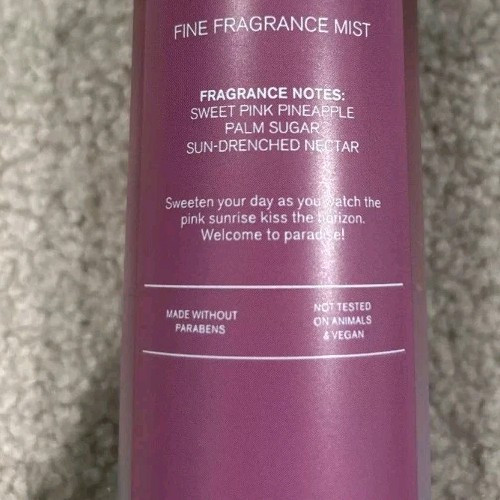 FINE FRAGRANCE MIST
FRAGRANCE NOTES:
SWEET PINK PINEAPPLE
PALM SUGAR
SUN-DRENCHED NECTAR
Sweeten your day as you watch the
pink sunrise kiss the horizon.
Welcome to paradise!
MADE WITHOUT
PARABENS
NOT TESTED
ON ANIMALS
& VEGAN